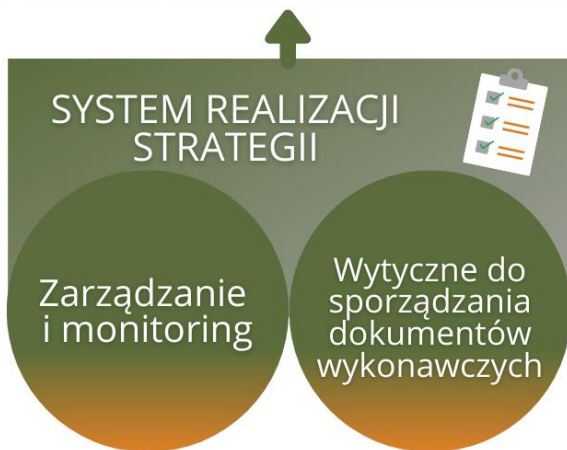 SYSTEM REALIZACJI
STRATEGII
Zarządzanie
i monitoring
Wytyczne do
sporządzania
dokumentów
wykonawczych